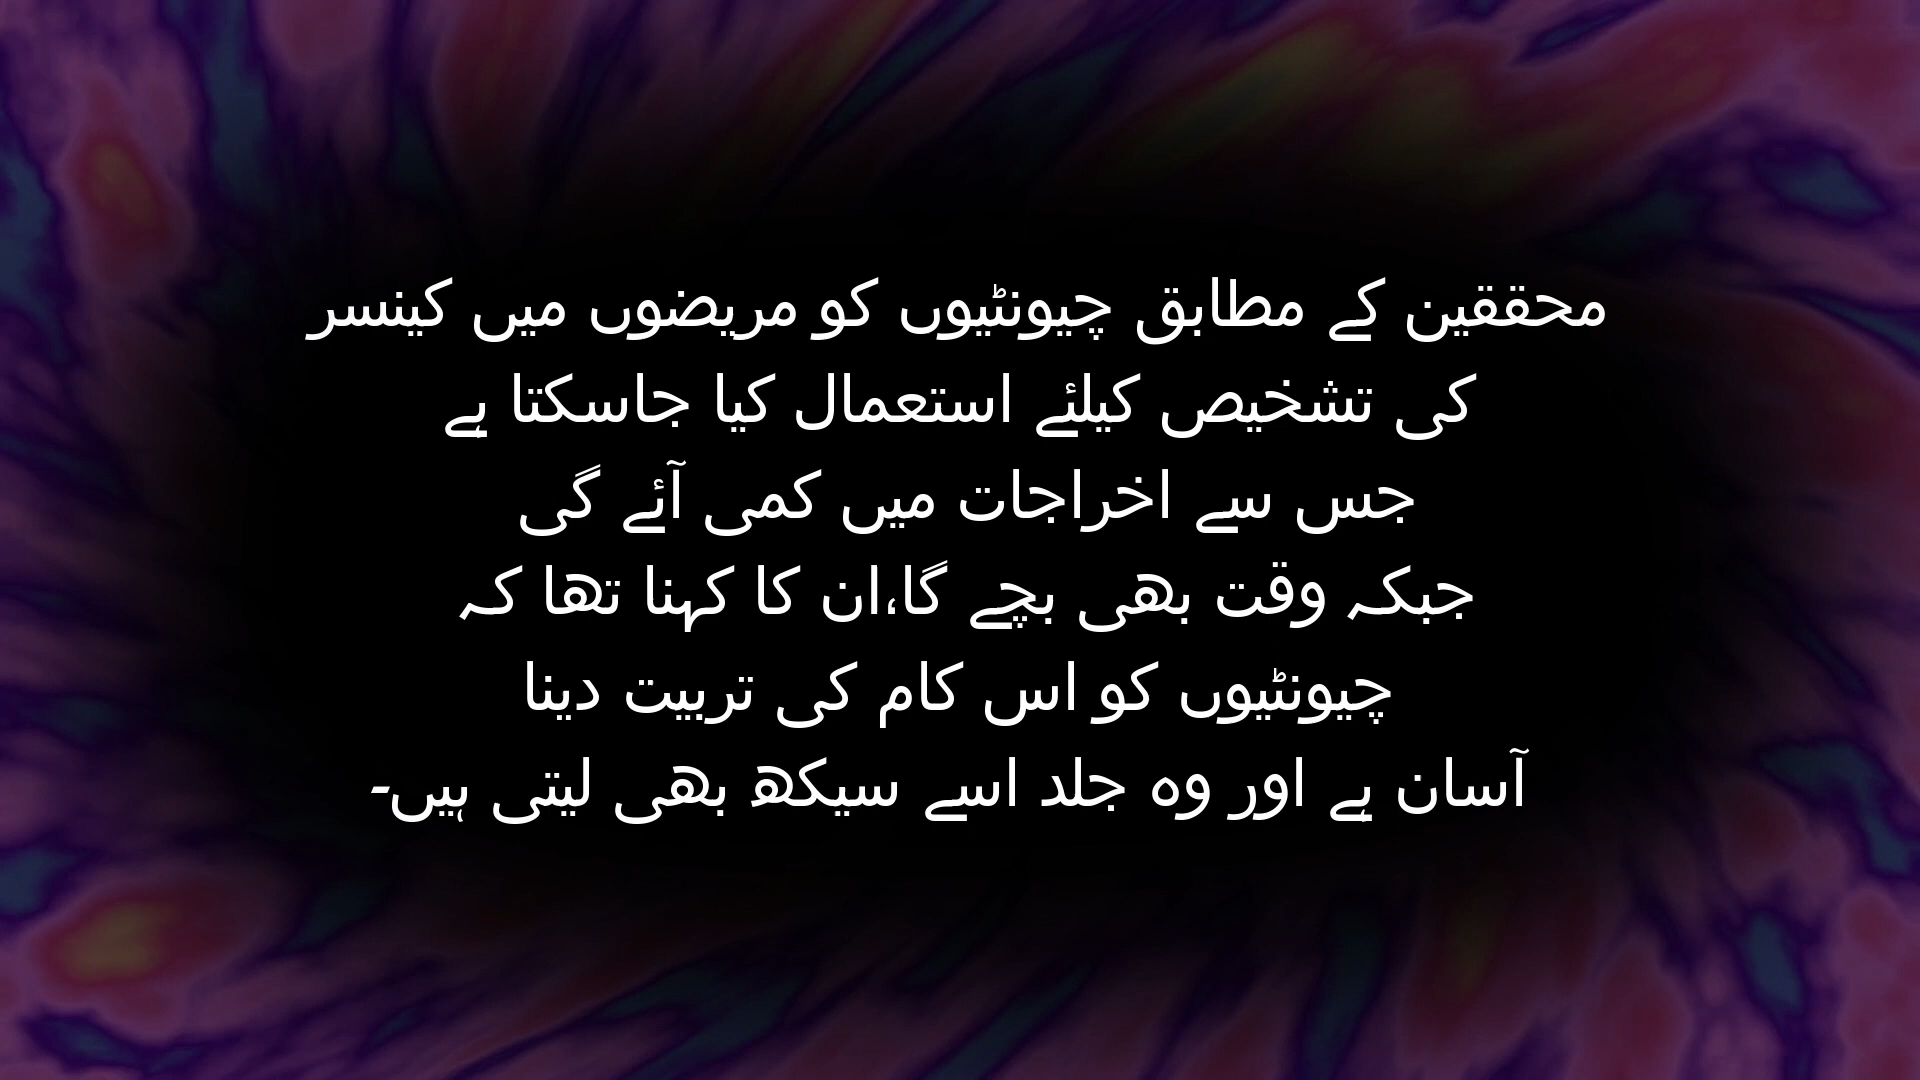 محققین کے مطابق چیونٹیوں کو مریضوں میں کینسر
کی تشخیص کیلئے استعمال کیا جاسکتا ہے
جس سے اخراجات میں کمی آئے گی
جبکہ وقت بھی بچے گا،ان کا کہنا تھا کہ
چیونٹیوں کو اس کام کی تربیت دینا
آسان ہے اور وہ جلد اسے سیکھ بھی لیتی ہیں۔